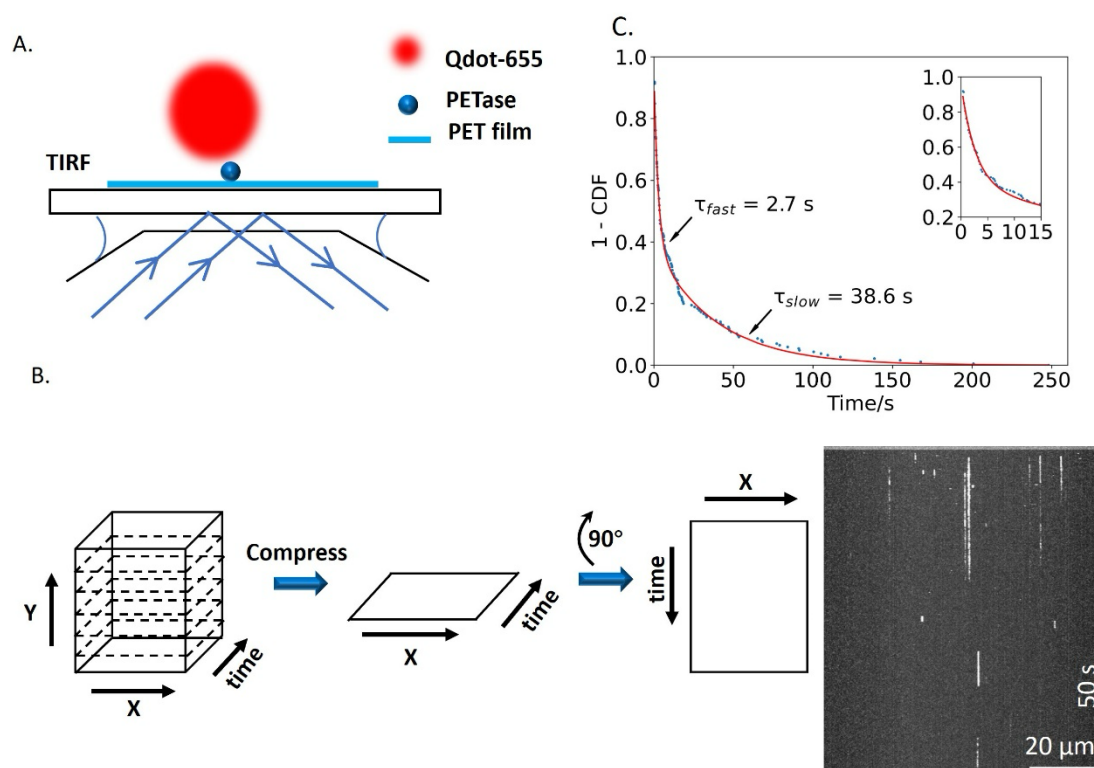 A.
Qdot-655
PETase
PET film
TIRF
C.
1 - CDF
1.0
0.8
0.6
0.4
0.2
0.0
0 50 100 150 200 250
Time/s
τfast = 2.7 s
τslow = 38.6 s
1.0
0.8
0.6
0.4
0.2
0 5 10 15
B.
Y
X
time
Compress
X
time
90°
X
time
50 s
20 μm